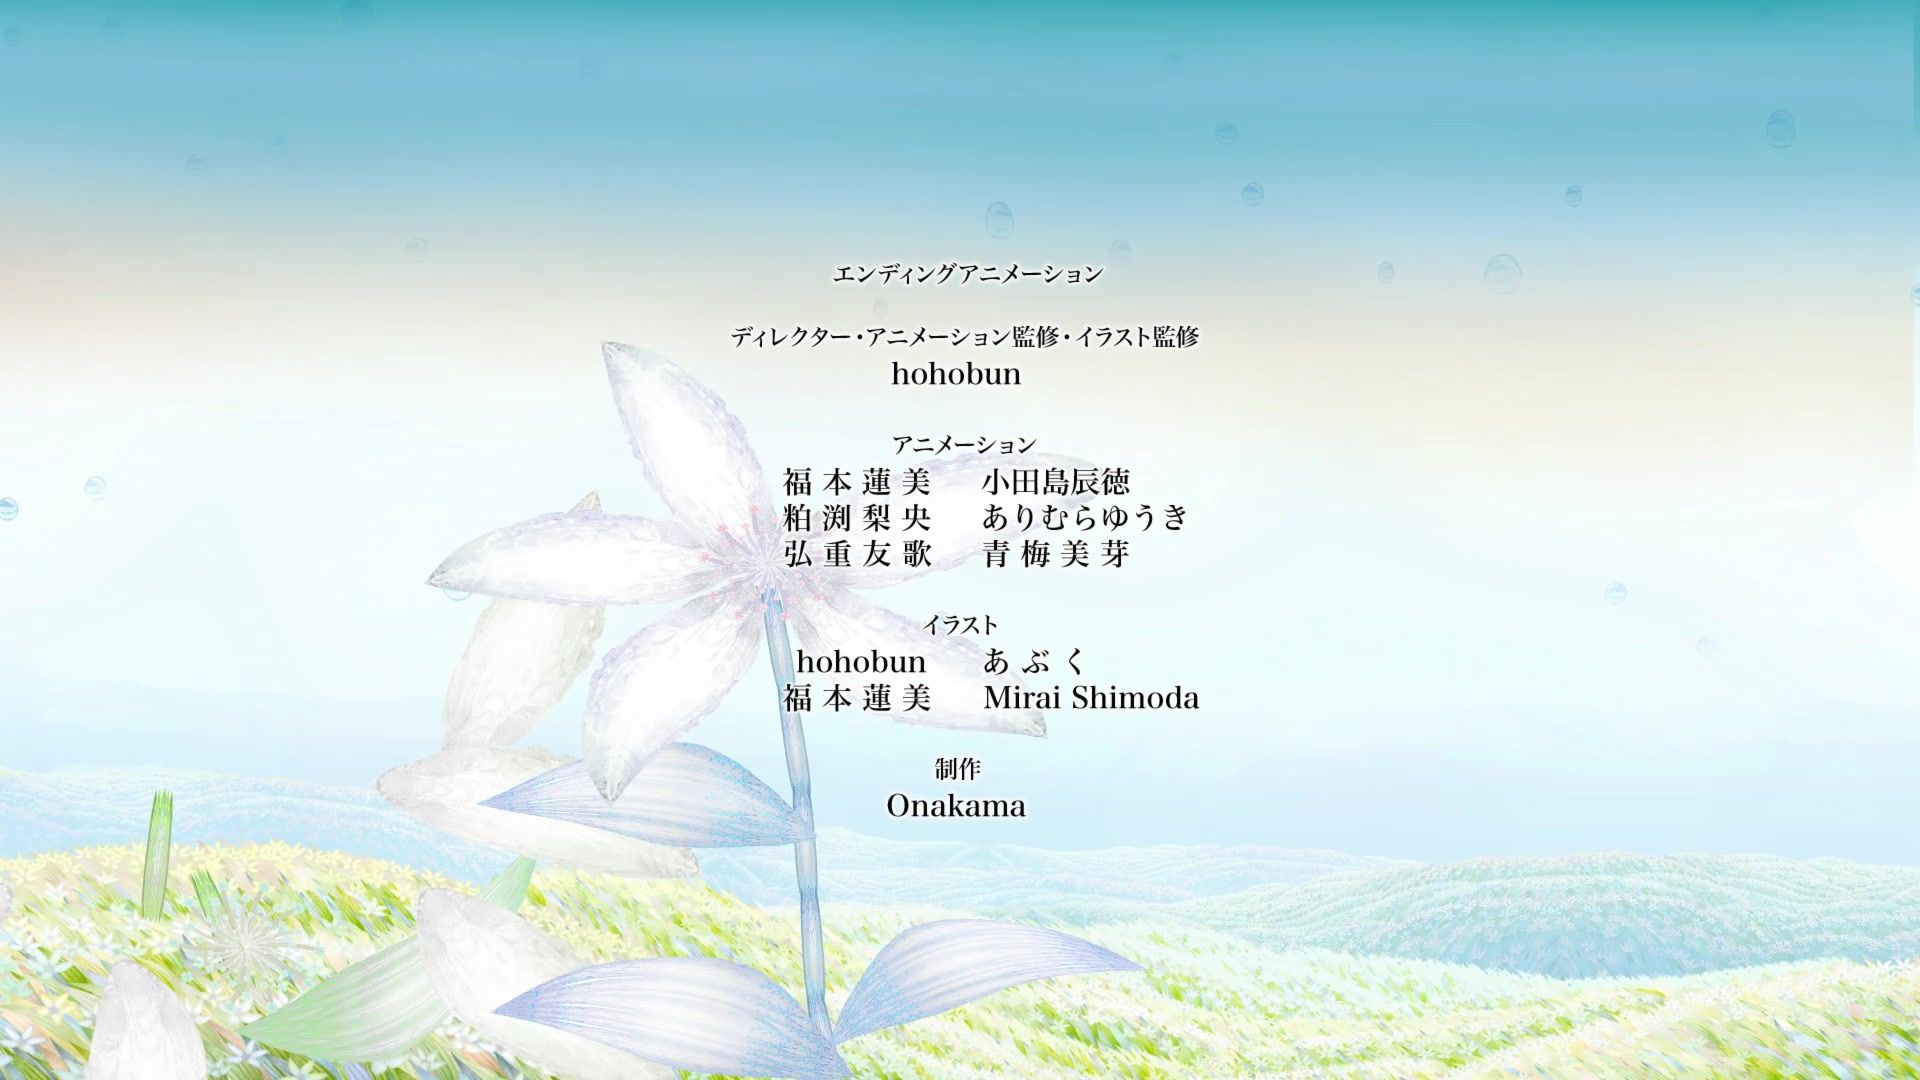 エンディングアニメーション
ディレクター・アニメーション監修・イラスト監修
hohobun
アニメーション
福本蓮美 小田島辰徳
粕渕梨央 ありむらゆうき
弘重友歌 青梅美芽
イラスト
hohobun あぶく
福本蓮美 Mirai Shimoda
制作
Onakama